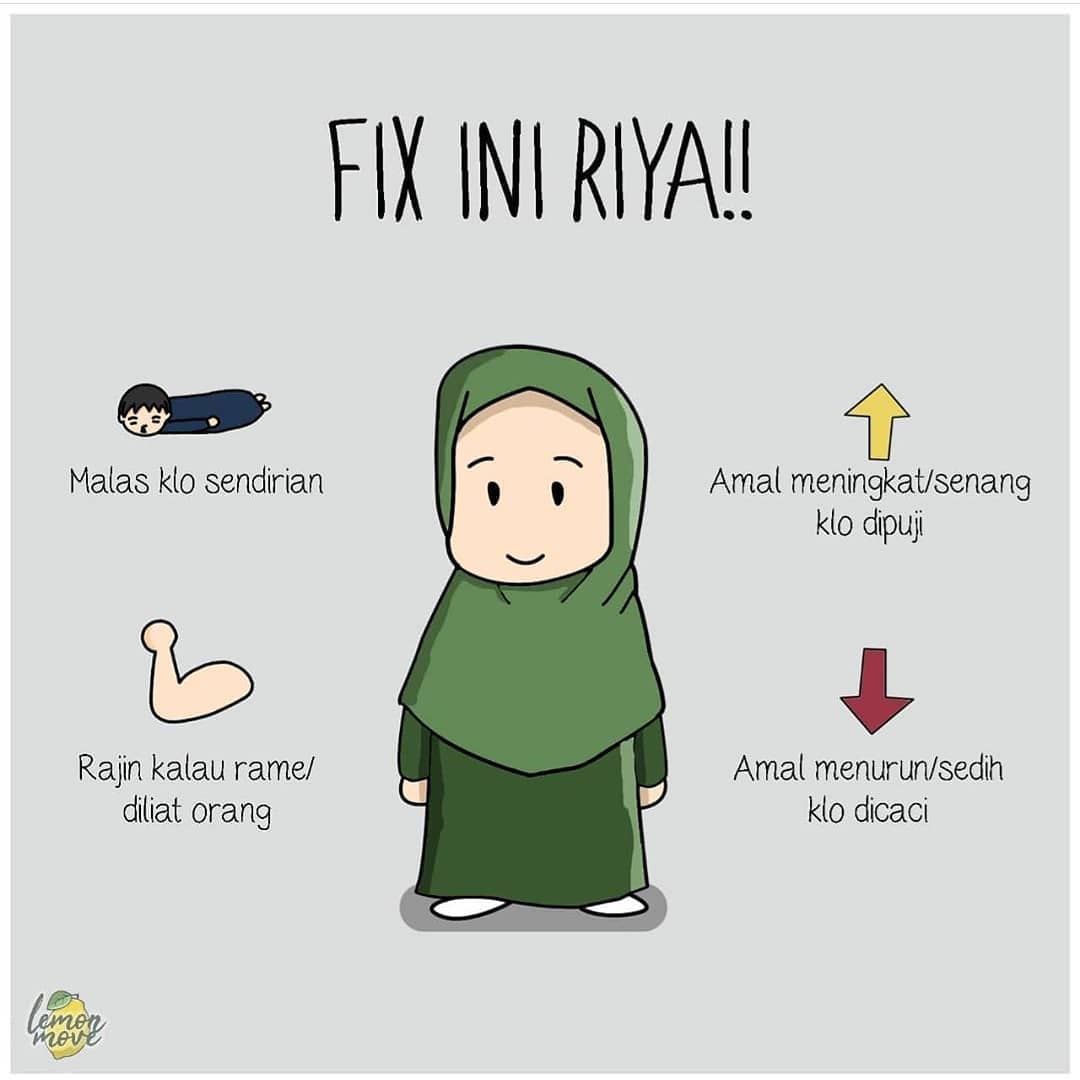 FIX INI RIYA!!
Malas klo sendirian
Rajin kalau rame/
diliat orang
Amal meningkat/senang
klo dipuji
Amal menurun/sedih
klo dicaci
lemon
move